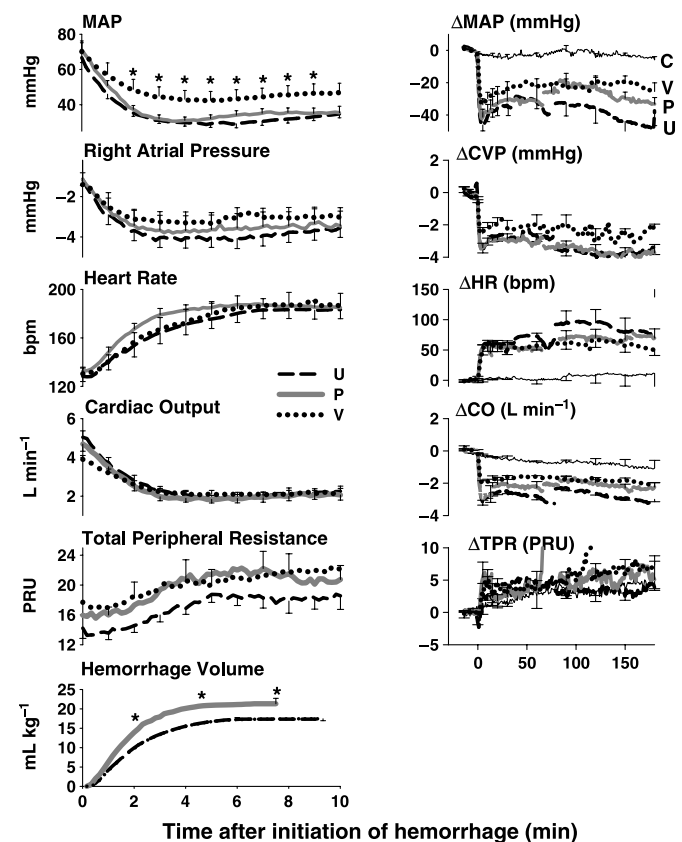 MAP
80
60
40
mmHg
* * * * * * * *
Right Atrial Pressure
−2
−4
mmHg
Heart Rate
200
160
120
bpm
U
P
V
Cardiac Output
6
4
2
L min⁻¹
Total Peripheral Resistance
24
20
16
12
PRU
Hemorrhage Volume
25
20
15
10
5
0
mL kg⁻¹
* * *
0 2 4 6 8 10
ΔMAP (mmHg)
0
−20
−40
C
V
P
U
ΔCVP (mmHg)
2
0
−2
−4
ΔHR (bpm)
150
100
50
0
ΔCO (L min⁻¹)
2
0
−2
−4
ΔTPR (PRU)
10
5
0
−5
0 50 100 150
Time after initiation of hemorrhage (min)